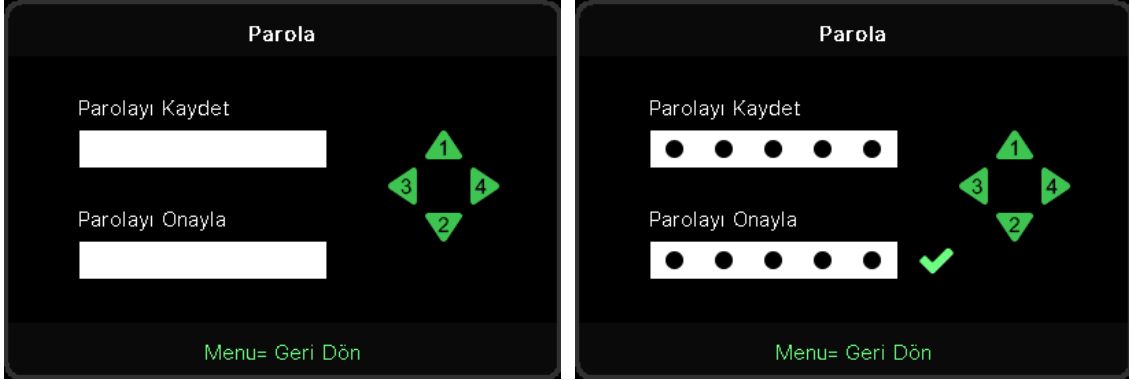 Parola
Parolayı Kaydet
1
3 4
Parolayı Onayla
2
Menu= Geri Dön
Parola
Parolayı Kaydet
1
3 4
Parolayı Onayla
2
Menu= Geri Dön